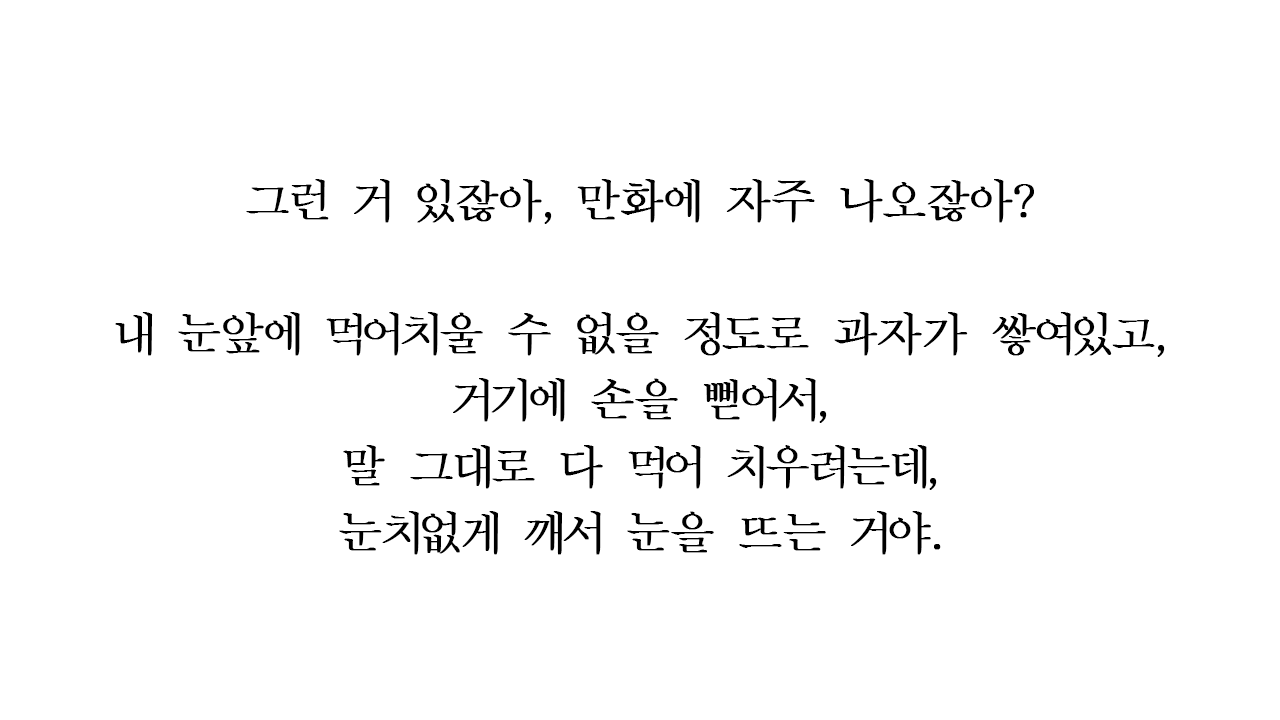 그런 거 있잖아, 만화에 자주 나오잖아?
내 눈앞에 먹어치울 수 없을 정도로 과자가 쌓여있고,
거기에 손을 뻗어서,
말 그대로 다 먹어 치우려는데,
눈치없게 깨서 눈을 뜨는 거야.